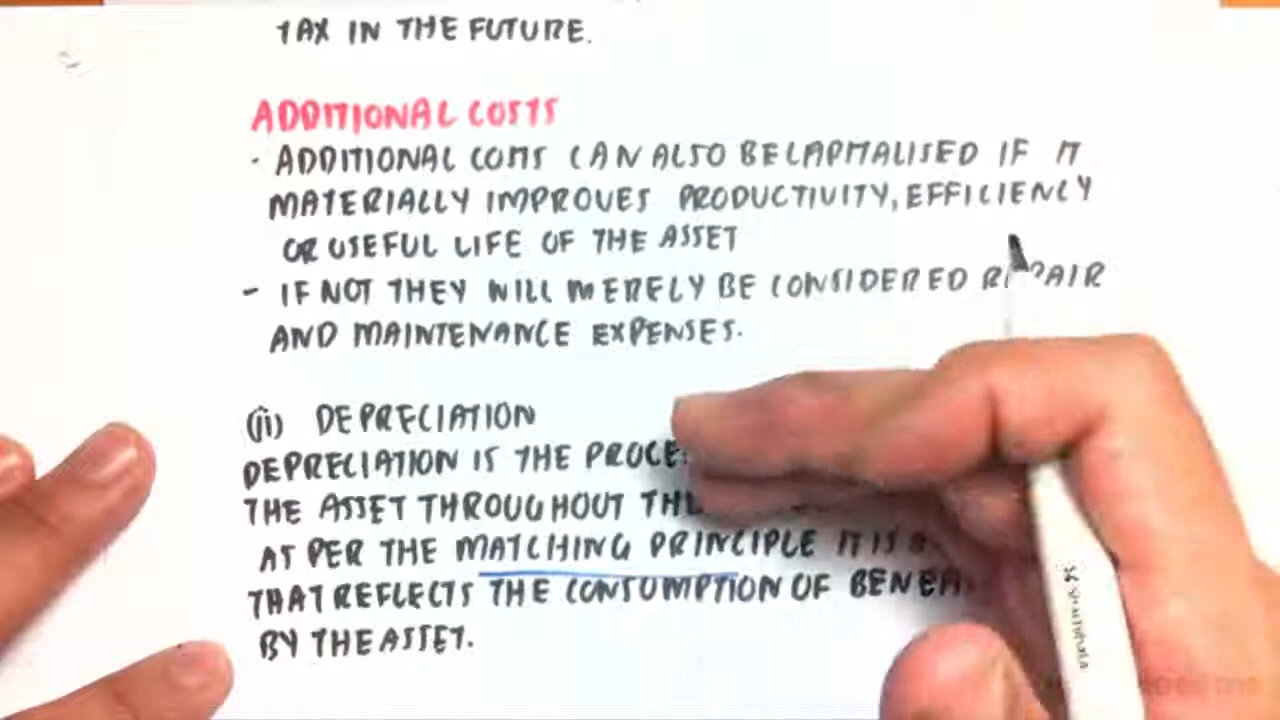 TAX IN THE FUTURE.
ADDITIONAL COSTS
· ADDITIONAL COSTS CAN ALSO BE CAPITALISED IF IT
MATERIALLY IMPROVES PRODUCTIVITY, EFFICIENCY
OR USEFUL LIFE OF THE ASSET
- IF NOT THEY WILL MERELY BE CONSIDERED REPAIR
AND MAINTENANCE EXPENSES.
(ii) DEPRECIATION
DEPRECIATION IS THE
THE ASSET THROUGHOUT
AT PER THE MATCHING PRINCIPLE IT IS
THAT REFLECTS THE CONSUMPTION OF
BY THE ASSET.